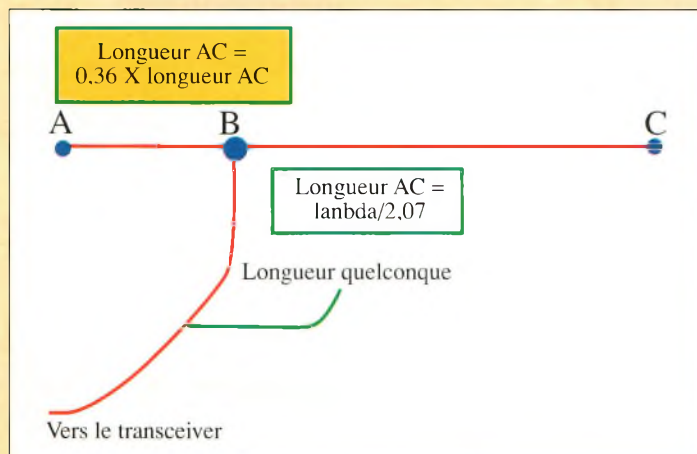 Longueur AC =
0,36 X longueur AC
A
B
C
Longueur AC =
lanbda/2,07
Longueur quelconque
Vers le transceiver